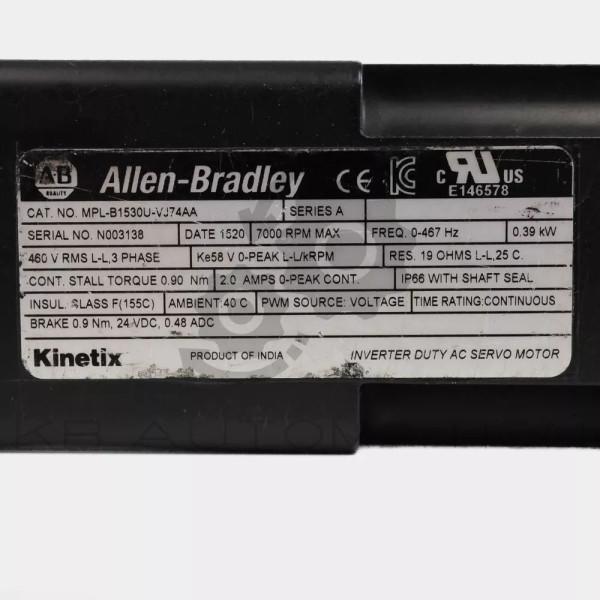 AB Allen-Bradley CE C UL US
QUALITY E146578
CAT. NO. MPL-B1530U-VJ74AA SERIES A
SERIAL NO. N003138 DATE 1520 7000 RPM MAX FREQ. 0-467 Hz 0.39 kW
460 V RMS L-L,3 PHASE Ke58 V 0-PEAK L-L/kRPM RES. 19 OHMS L-L,25 C.
CONT. STALL TORQUE 0.90 Nm 2.0 AMPS 0-PEAK CONT. IP66 WITH SHAFT SEAL
INSUL. CLASS F(155C) AMBIENT:40 C PWM SOURCE: VOLTAGE TIME RATING:CONTINUOUS
BRAKE 0.9 Nm, 24 VDC, 0.48 ADC
Kinetix PRODUCT OF INDIA INVERTER DUTY AC SERVO MOTOR